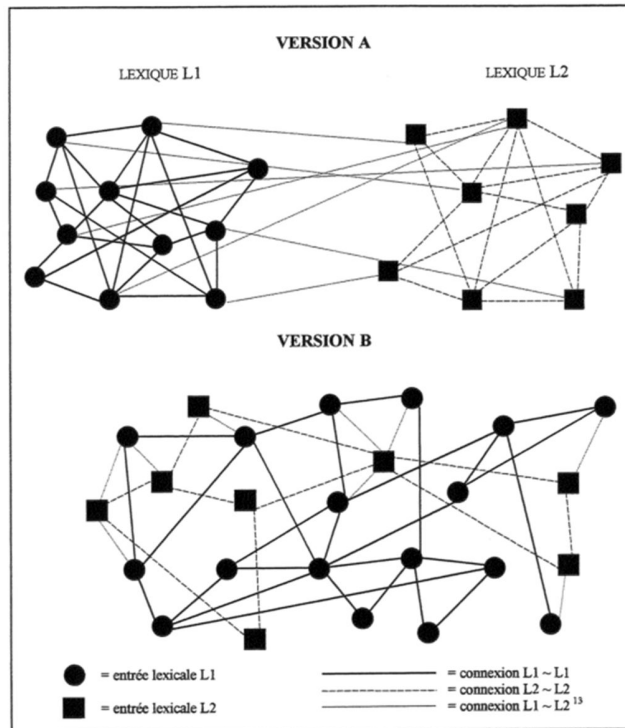 VERSION A
LEXIQUE L1 LEXIQUE L2
VERSION B
= entrée lexicale L1
= entrée lexicale L2
= connexion L1 ~ L1
= connexion L2 ~ L2
= connexion L1 ~ L2 13